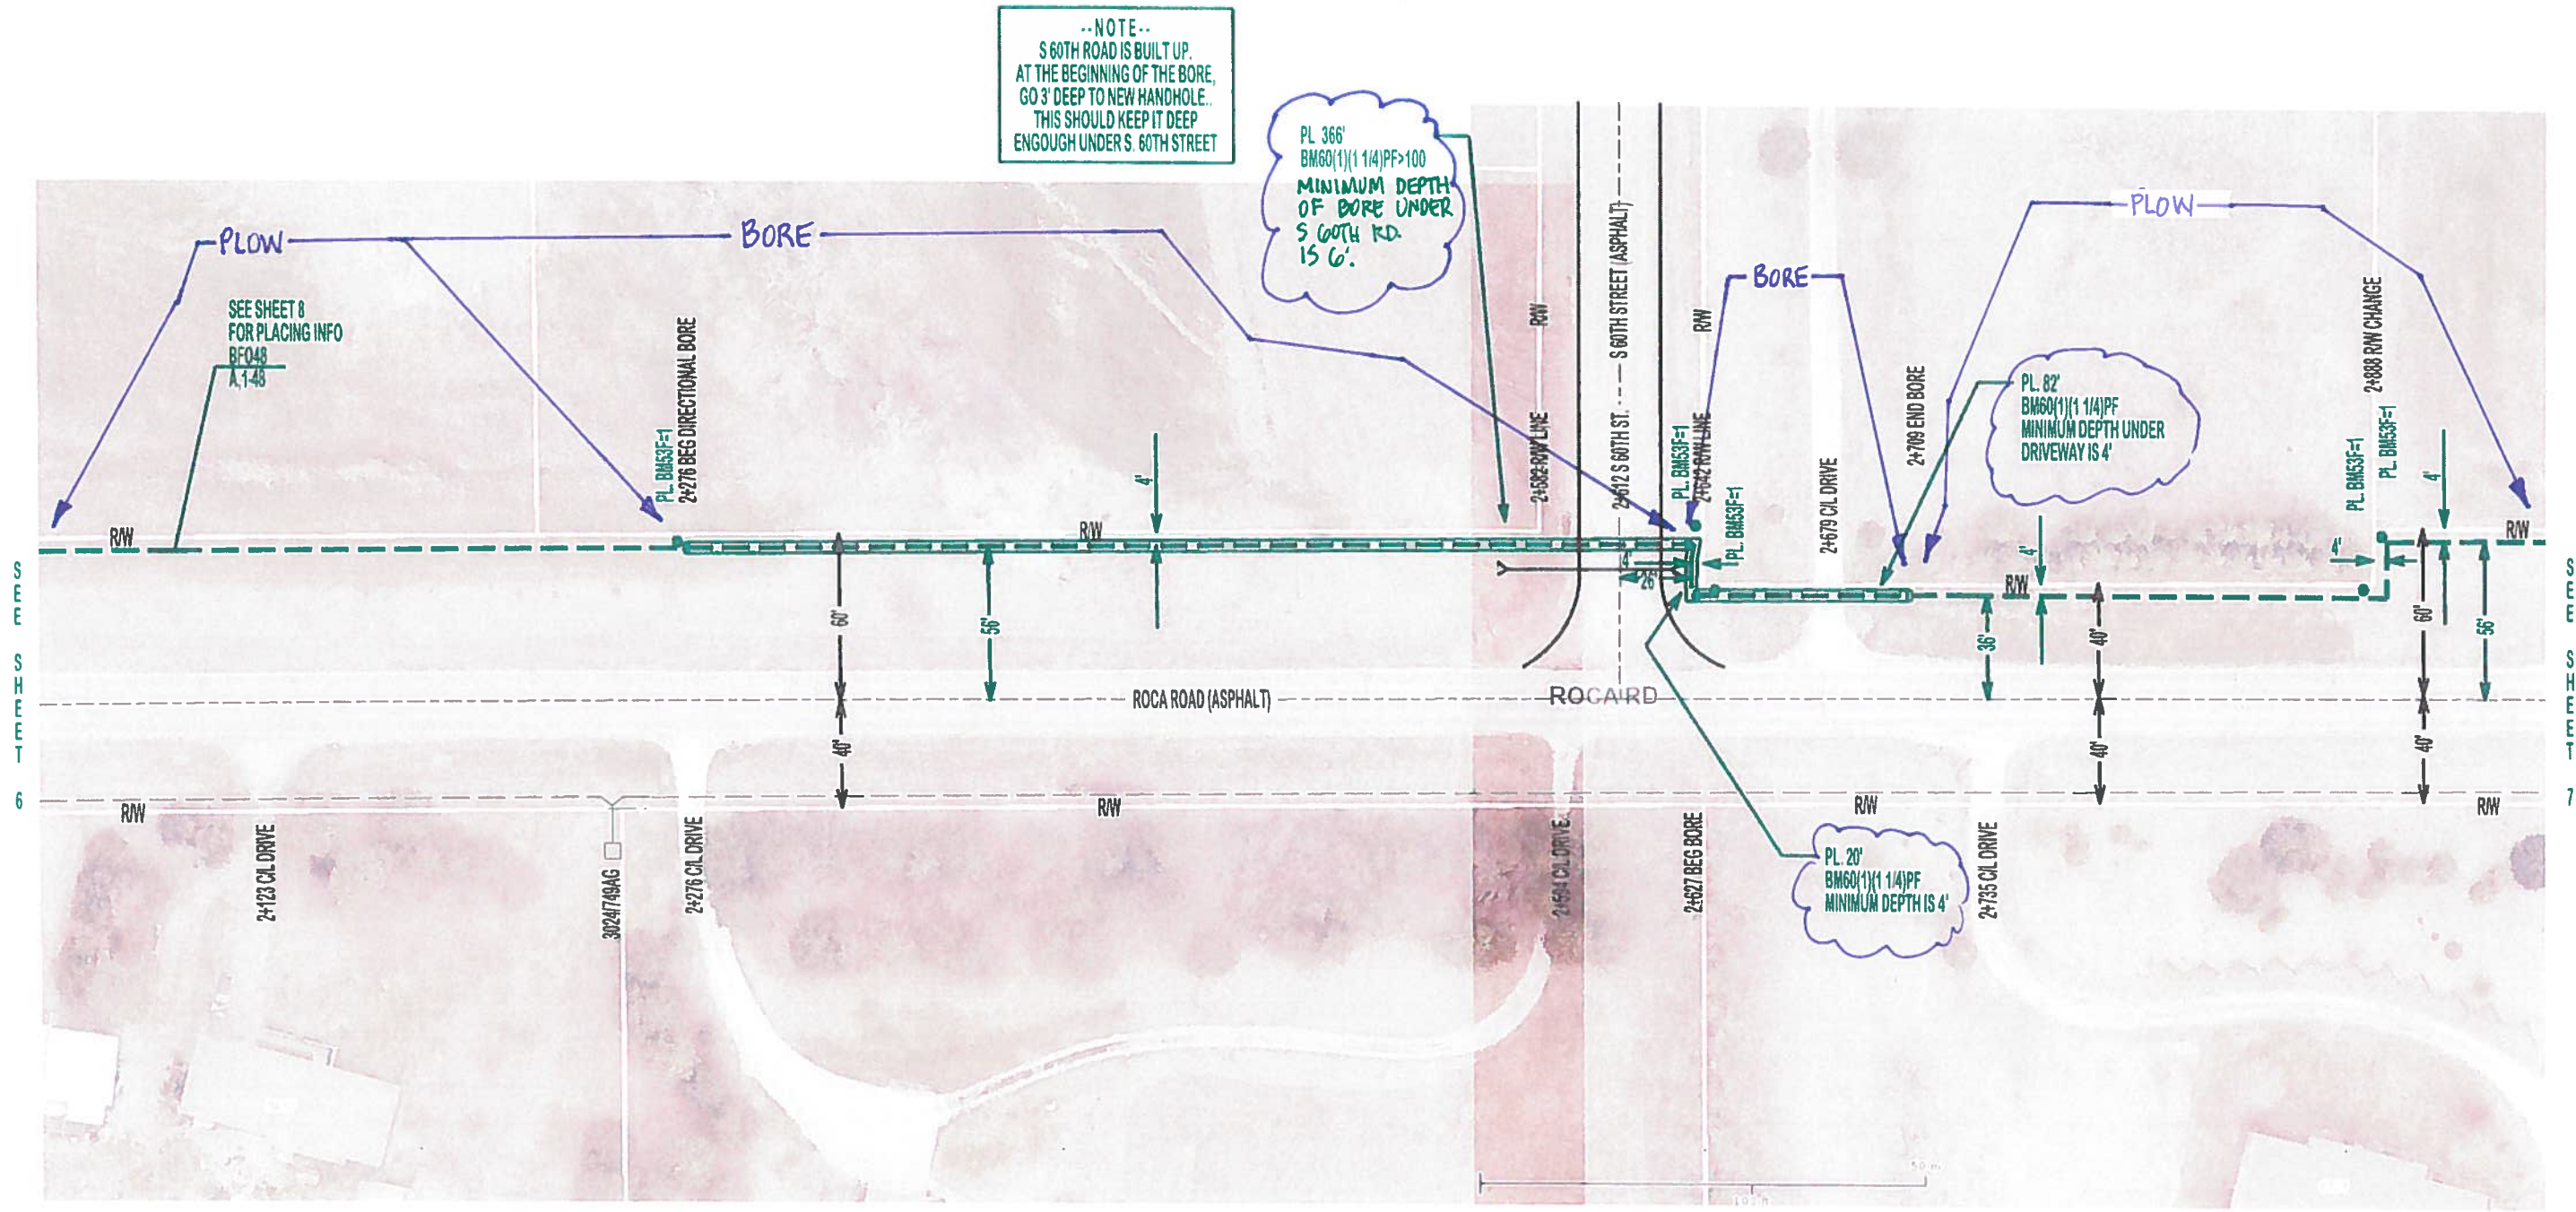 --NOTE--
S 60TH ROAD IS BUILT UP.
AT THE BEGINNING OF THE BORE,
GO 3' DEEP TO NEW HANDHOLE..
THIS SHOULD KEEP IT DEEP
ENGOUGH UNDER S. 60TH STREET
PL 366'
BM60(1)(1 1/4)PF>100
MINIMUM DEPTH
OF BORE UNDER
S 60TH RD.
IS 6'.
PLOW
BORE
BORE
PLOW
SEE SHEET 8
FOR PLACING INFO
BFO48
A,1-48
PL. BM53F=1
2+276 BEG DIRECTIONAL BORE
4'
R/W
2+582 R/W LINE
S 60TH STREET (ASPHALT)
2+612 S 60TH ST.
R/W
PL. BM53F=1
2+642 R/W LINE
PL. BM53F=1
2+679 C/L DRIVE
2+709 END BORE
PL. 82'
BM60(1)(1 1/4)PF
MINIMUM DEPTH UNDER
DRIVEWAY IS 4'
2+888 R/W CHANGE
PL. BM53F=1
PL. BM53F=1
4'
R/W
R/W
R/W
4'
26'
4'
R/W
4'
SEE SHEET 6
60'
56'
36'
40'
60'
56'
SEE SHEET 7
ROCA ROAD (ASPHALT)
ROCA RD
40'
40'
40'
R/W
R/W
R/W
R/W
2+123 C/L DRIVE
3024/749AG
2+276 C/L DRIVE
2+594 C/L DRIVE
2+627 BEG BORE
PL. 20'
BM60(1)(1 1/4)PF
MINIMUM DEPTH IS 4'
2+735 C/L DRIVE
50 m